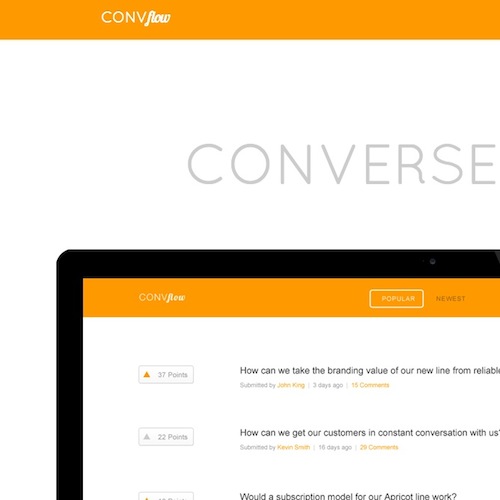 CONVflow
CONVERSE
CONVflow
POPULAR NEWEST
37 Points
How can we take the branding value of our new line from reliable
Submitted by John King | 3 days ago | 15 Comments
22 Points
How can we get our customers in constant conversation with us?
Submitted by Kevin Smith | 16 days ago | 29 Comments
Points
Would a subscription model for our Apricot line work?